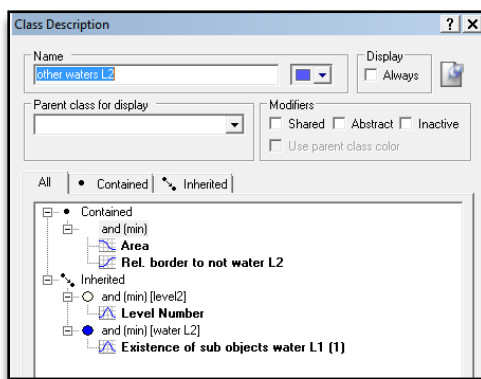 Class Description
? ×
Name
other waters L2
Display
Always
Parent class for display
Modifiers
Shared Abstract Inactive
Use parent class color
All • Contained Inherited
• Contained
and (min)
Area
Rel. border to not water L2
Inherited
and (min) [level2]
Level Number
and (min) [water L2]
Existence of sub objects water L1 (1)